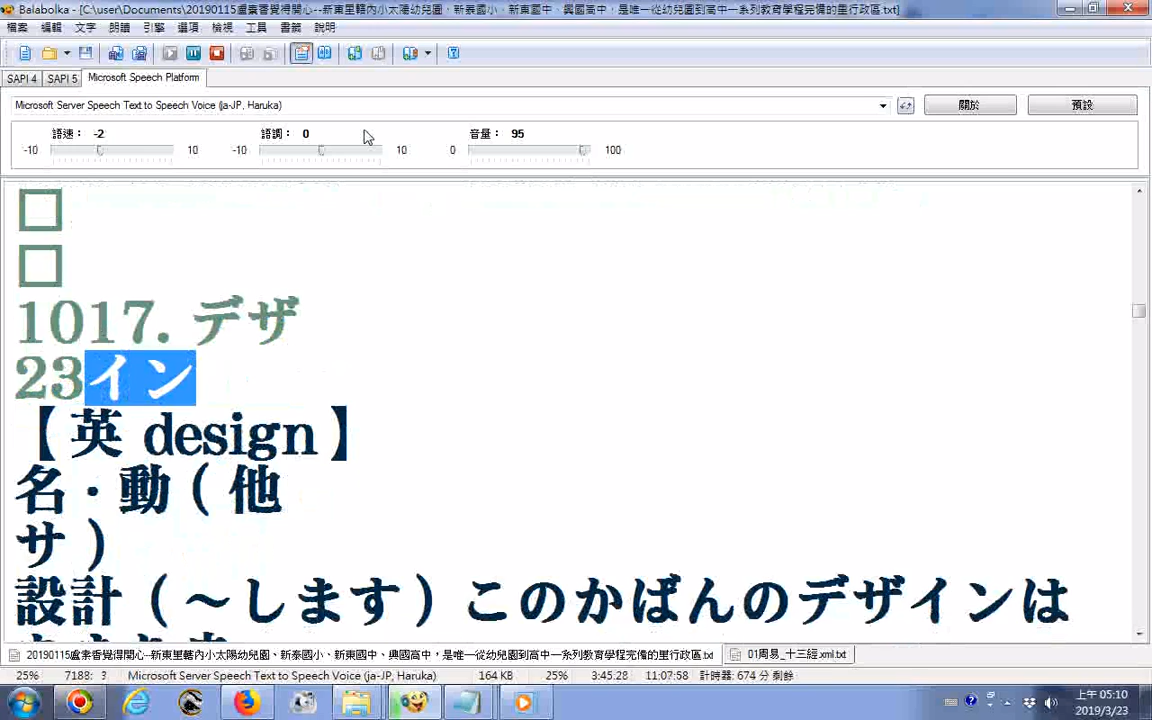 Balabolka - [C:\user\Documents\20190115盧素香覺得開心--新東里轄內小太陽幼兒園、新泰國小、新東國中、興國高中，是唯一從幼兒園到高中一系列教育學程完備的里行政區.txt]
檔案 編輯 文字 朗讀 引擎 選項 檢視 工具 書籤 說明
SAPI 4 SAPI 5 Microsoft Speech Platform
Microsoft Server Speech Text to Speech Voice (ja-JP, Haruka) 關於 預設
語速： -2 語調： 0 音量： 95
-10 10 -10 10 0 100
□
□
1017. デザ
23イン
【英 design】
名・動（他
サ）
設計（～します）このかばんのデザインは
20190115盧素香覺得開心--新東里轄內小太陽幼兒園、新泰國小、新東國中、興國高中，是唯一從幼兒園到高中一系列教育學程完備的里行政區.txt 01周易_十三經.xml.txt
25% 7188: ? Microsoft Server Speech Text to Speech Voice (ja-JP, Haruka) 164 KB 25% 3:45.28 11:07:58 計時器: 674 分 剩餘
上午 05:10
2019/3/23